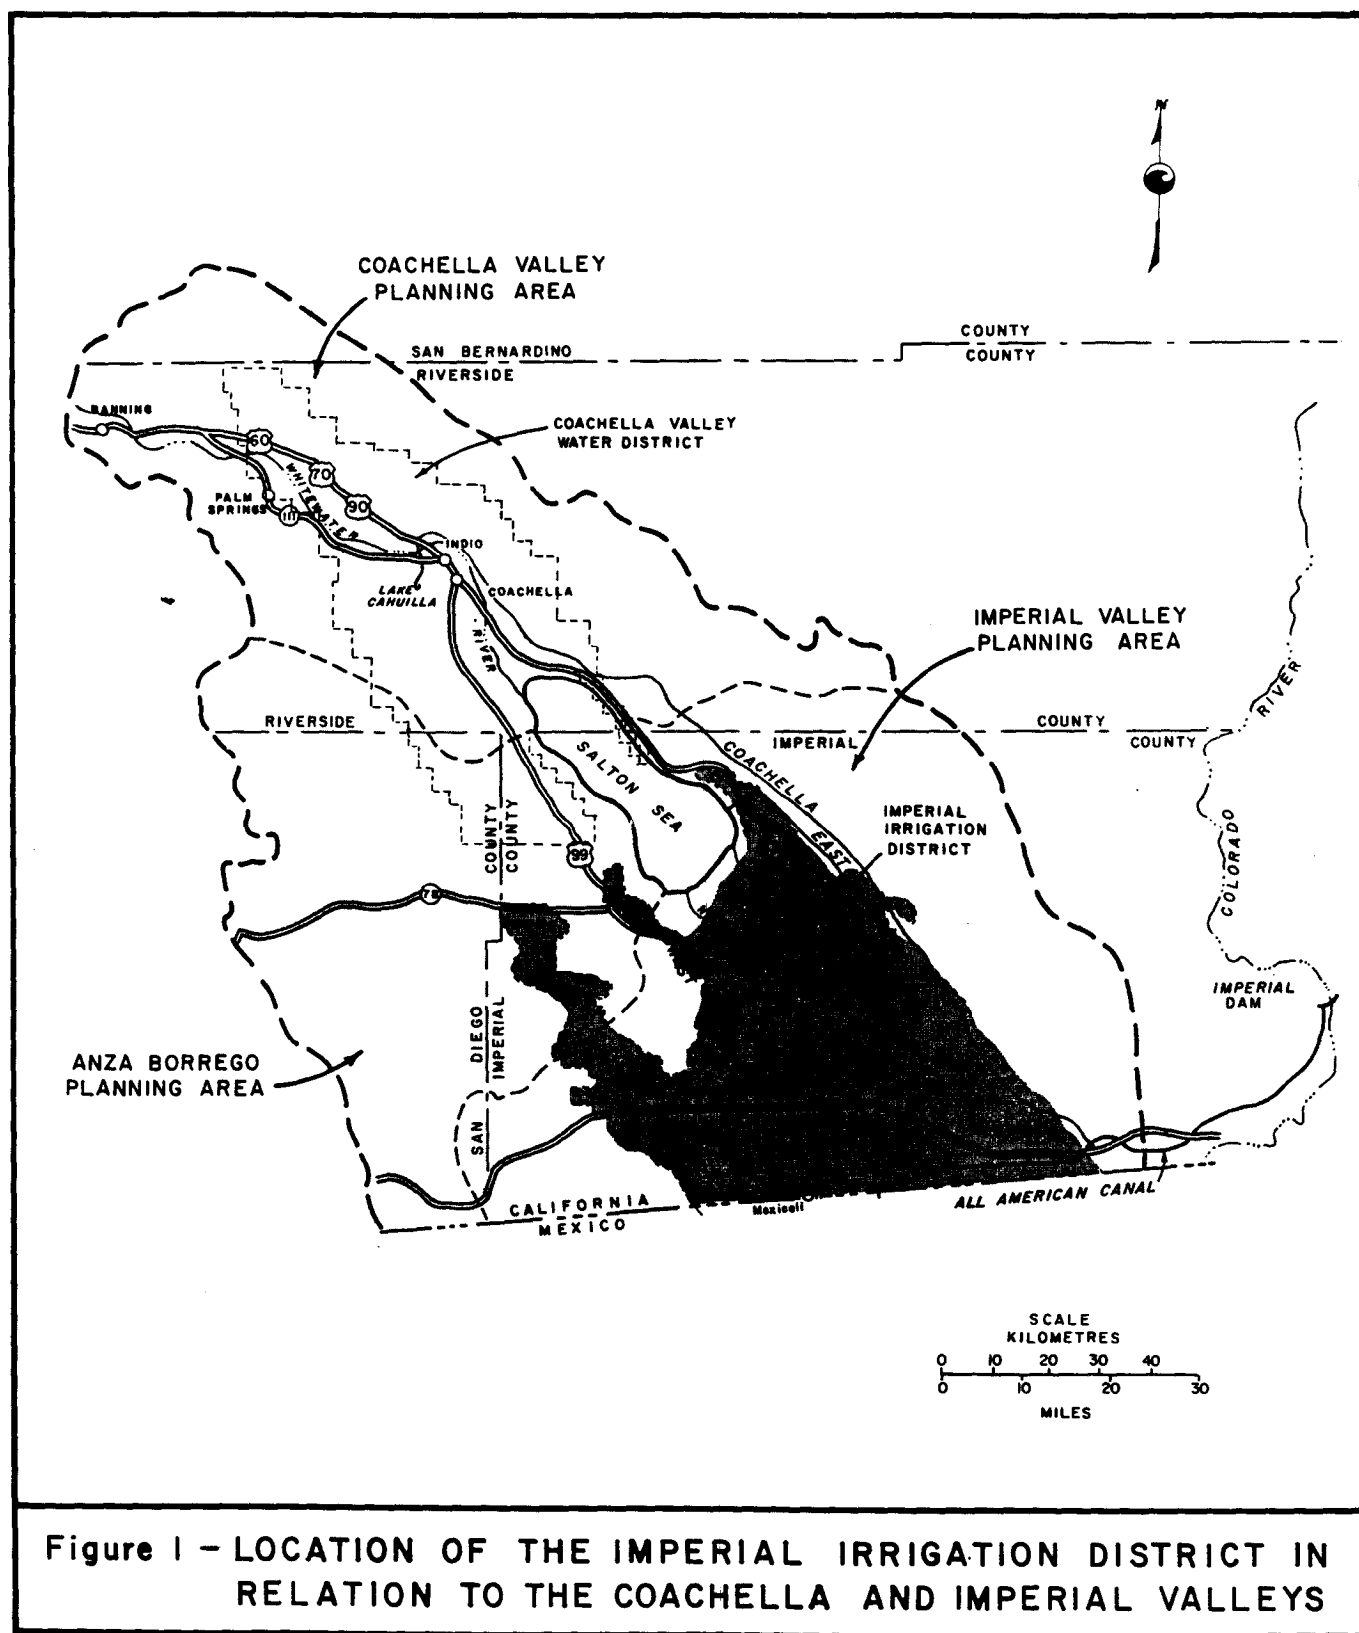 N
COACHELLA VALLEY
PLANNING AREA
COUNTY
COUNTY
SAN BERNARDINO
RIVERSIDE
BANNING
COACHELLA VALLEY
WATER DISTRICT
60
70
90
WHITEWATER
PALM
SPRINGS
111
INDIO
LAKE
CAHUILLA
COACHELLA
RIVER
IMPERIAL VALLEY
PLANNING AREA
RIVER
RIVERSIDE
COUNTY
IMPERIAL
COUNTY
SALTON SEA
COACHELLA
EAST
IMPERIAL
IRRIGATION
DISTRICT
COUNTY
COUNTY
99
78
COLORADO
IMPERIAL
DAM
SAN DIEGO
IMPERIAL
ANZA BORREGO
PLANNING AREA
CALIFORNIA
MEXICO
Mexicali
ALL AMERICAN CANAL
SCALE
KILOMETRES
0 10 20 30 40
0 10 20 30
MILES
Figure 1 – LOCATION OF THE IMPERIAL IRRIGATION DISTRICT IN
RELATION TO THE COACHELLA AND IMPERIAL VALLEYS